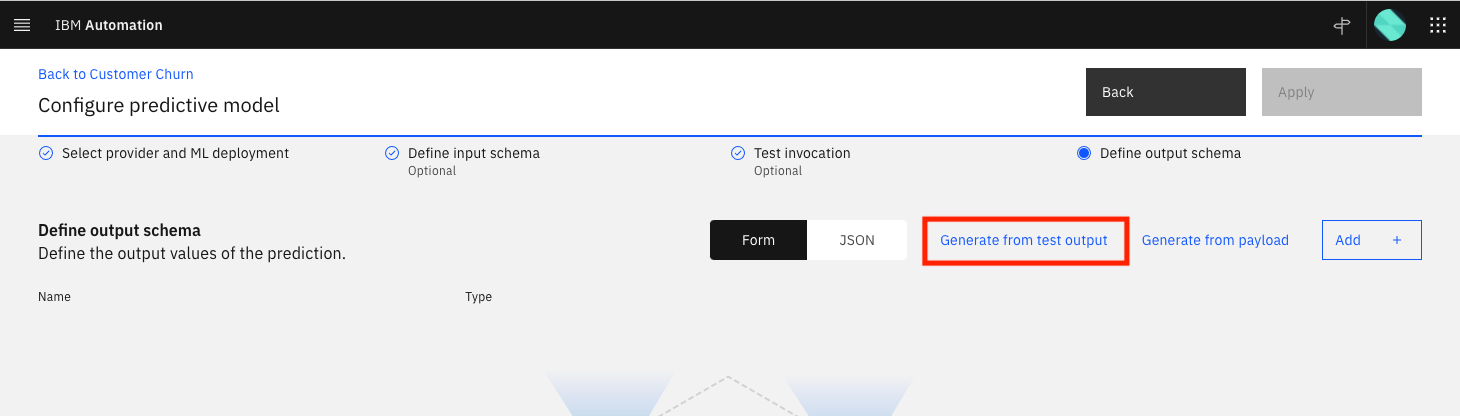 IBM Automation
Back to Customer Churn
Configure predictive model
Back
Apply
Select provider and ML deployment
Define input schema
Optional
Test invocation
Optional
Define output schema
Define output schema
Define the output values of the prediction.
Form
JSON
Generate from test output
Generate from payload
Add +
Name
Type